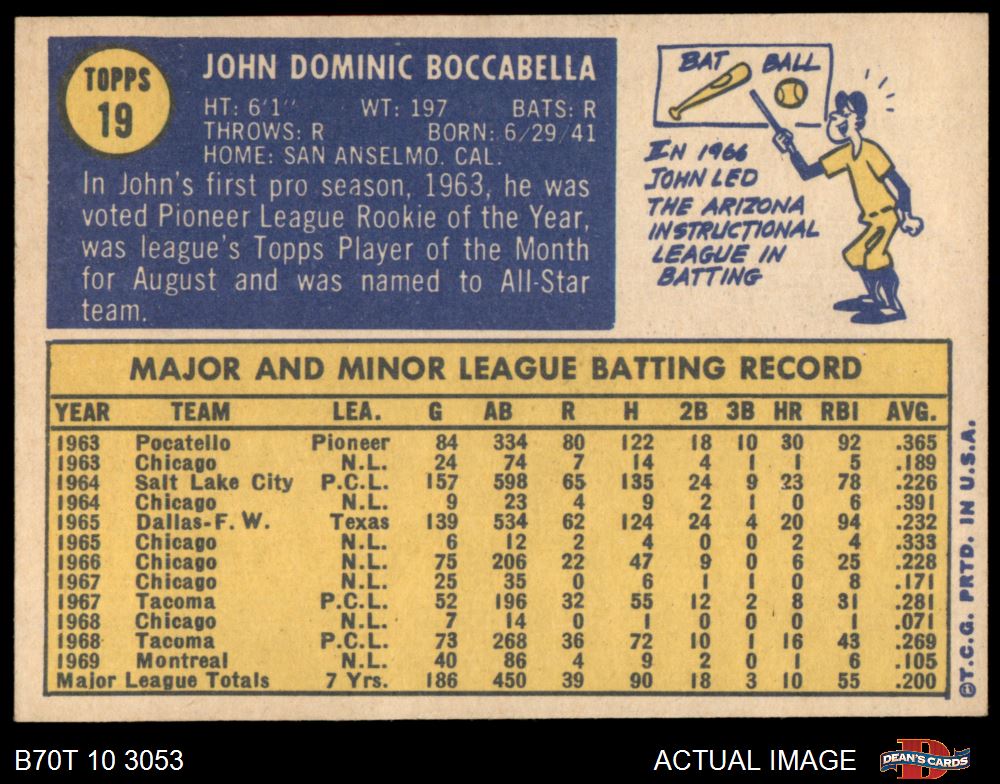 TOPPS
19
JOHN DOMINIC BOCCABELLA
HT: 6'1" WT: 197 BATS: R
THROWS: R BORN: 6/29/41
HOME: SAN ANSELMO. CAL.
In John's first pro season, 1963, he was
voted Pioneer League Rookie of the Year,
was league's Topps Player of the Month
for August and was named to All-Star
team.
BAT BALL
IN 1966
JOHN LED
THE ARIZONA
INSTRUCTIONAL
LEAGUE IN
BATTING
MAJOR AND MINOR LEAGUE BATTING RECORD
YEAR TEAM LEA. G AB R H 2B 3B HR RBI AVG.
1963 Pocatello Pioneer 84 334 80 122 18 10 30 92 .365
1963 Chicago N.L. 24 74 7 14 4 1 1 5 .189
1964 Salt Lake City P.C.L. 157 598 65 135 24 9 23 78 .226
1964 Chicago N.L. 9 23 4 9 2 1 0 6 .391
1965 Dallas-F. W. Texas 139 534 62 124 24 4 20 94 .232
1965 Chicago N.L. 6 12 2 4 0 0 2 4 .333
1966 Chicago N.L. 75 206 22 47 9 0 6 25 .228
1967 Chicago N.L. 25 35 0 6 1 1 0 8 .171
1967 Tacoma P.C.L. 52 196 32 55 12 2 8 31 .281
1968 Chicago N.L. 7 14 0 1 0 0 0 1 .071
1968 Tacoma P.C.L. 73 268 36 72 10 1 16 43 .269
1969 Montreal N.L. 40 86 4 9 2 0 1 6 .105
Major League Totals 7 Yrs. 186 450 39 90 18 3 10 55 .200
©T.C.G. PRTD. IN U.S.A.
B70T 10 3053
ACTUAL IMAGE
DEAN'S CARDS